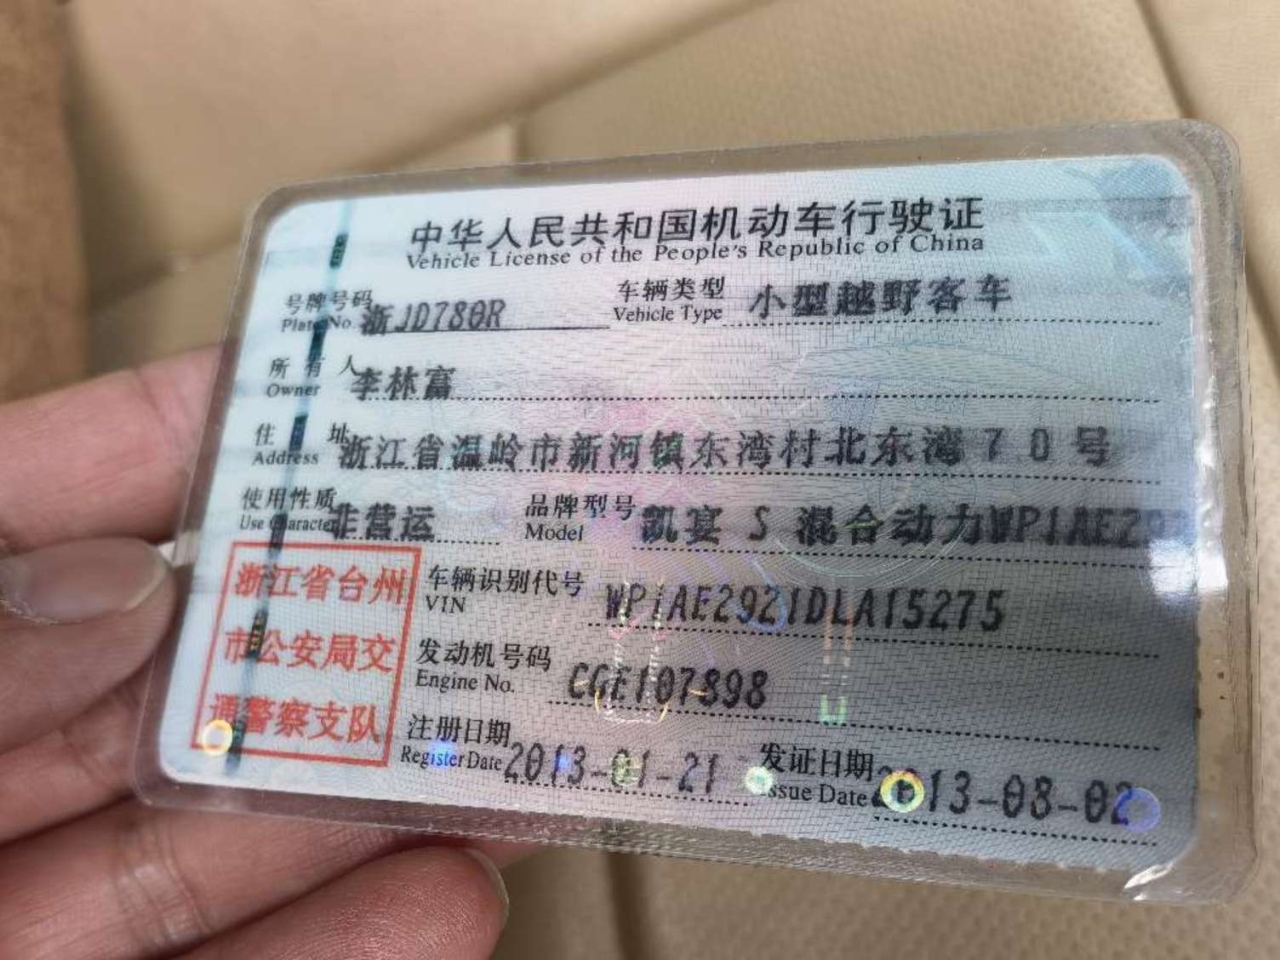 中华人民共和国机动车行驶证
Vehicle License of the People's Republic of China
号牌号码 浙JD780R 车辆类型 小型越野客车
Plate No. Vehicle Type
所有人 李林富
Owner
住址 浙江省温岭市新河镇东湾村北东湾70号
Address
使用性质 非营运 品牌型号 凯宴 S 混合动力WP1AE29
Use Character Model
浙江省台州
市公安局交
通警察支队
车辆识别代号 WP1AE2921DLA15275
VIN
发动机号码 CGE107898
Engine No.
注册日期 2013-01-21 发证日期 2013-08-02
Register Date Issue Date